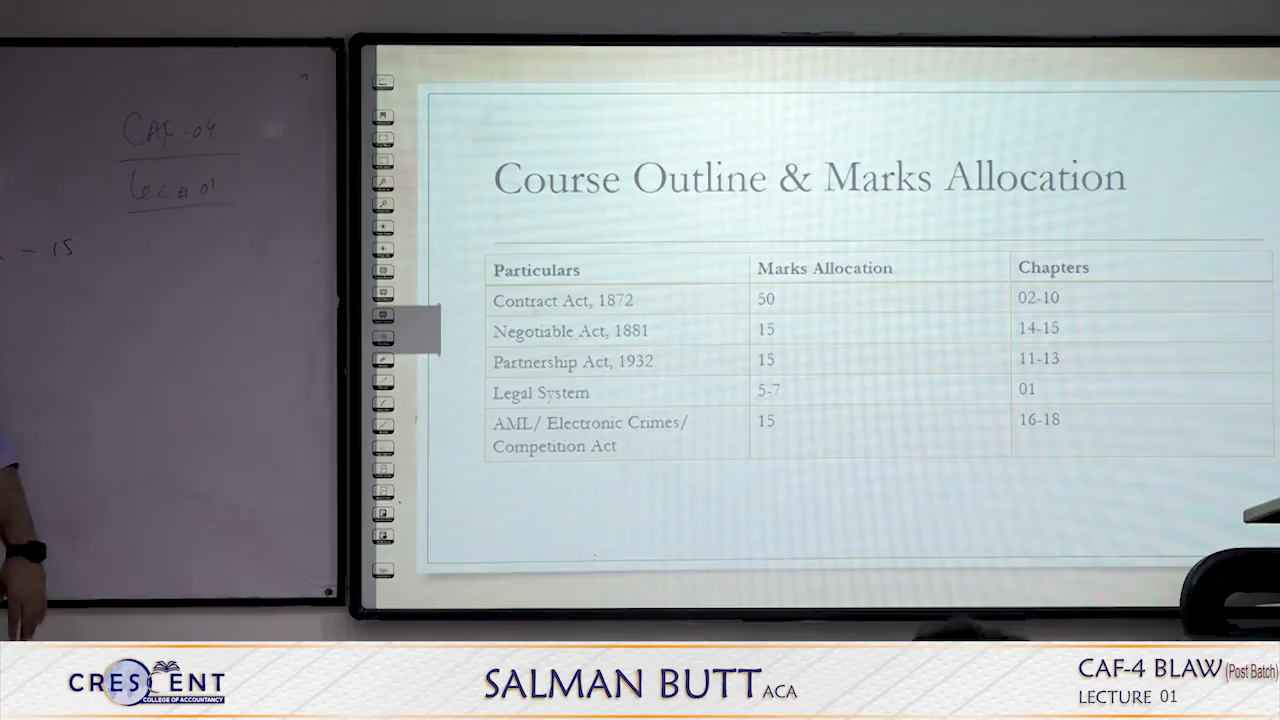 CAF-04
Lec # 01
- 15
Course Outline & Marks Allocation
Particulars Marks Allocation Chapters
Contract Act, 1872 50 02-10
Negotiable Act, 1881 15 14-15
Partnership Act, 1932 15 11-13
Legal System 5-7 01
AML/ Electronic Crimes/ 15 16-18
Competition Act
CRESCENT
COLLEGE OF ACCOUNTANCY
SALMAN BUTT ACA
CAF-4 BLAW (Post Batch)
LECTURE 01